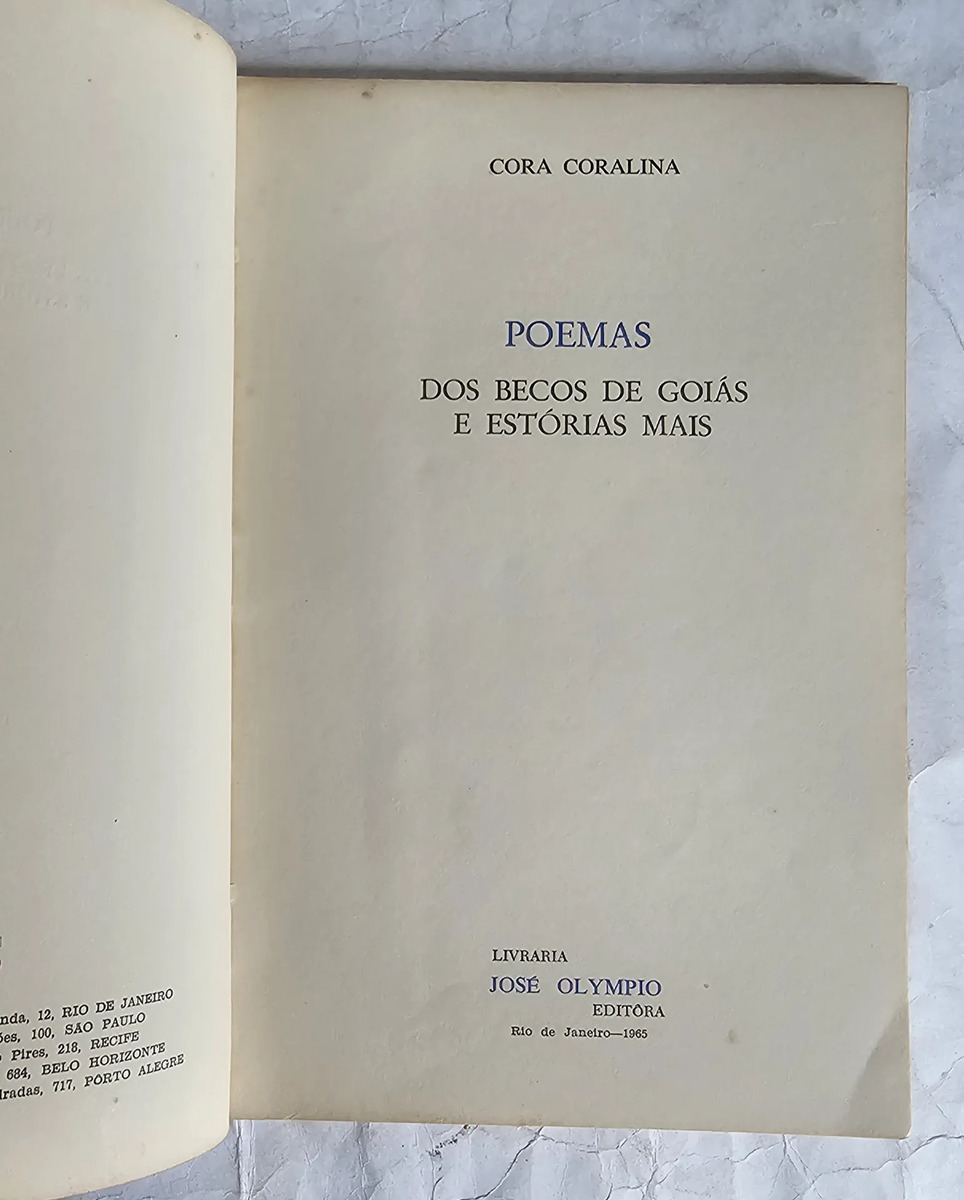 12, RIO DE JANEIRO
100, SÃO PAULO
Pires, 218, RECIFE
684, BELO HORIZONTE
717, PÔRTO ALEGRE
CORA CORALINA
POEMAS
DOS BECOS DE GOIÁS
E ESTÓRIAS MAIS
LIVRARIA
JOSÉ OLYMPIO
EDITÔRA
Rio de Janeiro—1965